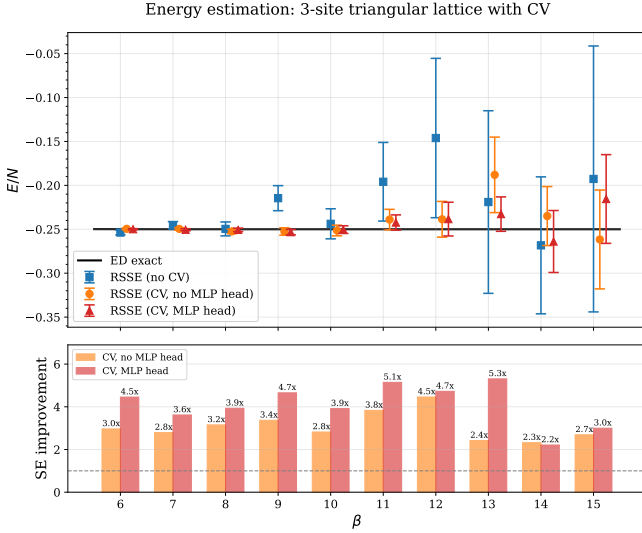 Energy estimation: 3-site triangular lattice with CV
E/N
−0.05
−0.10
−0.15
−0.20
−0.25
−0.30
−0.35
ED exact
RSSE (no CV)
RSSE (CV, no MLP head)
RSSE (CV, MLP head)
SE improvement
6
4
2
0
CV, no MLP head
CV, MLP head
3.0x 4.5x 2.8x 3.6x 3.2x 3.9x 3.4x 4.7x 2.8x 3.9x 3.8x 5.1x 4.5x 4.7x 2.4x 5.3x 2.3x 2.2x 2.7x 3.0x
6 7 8 9 10 11 12 13 14 15
β